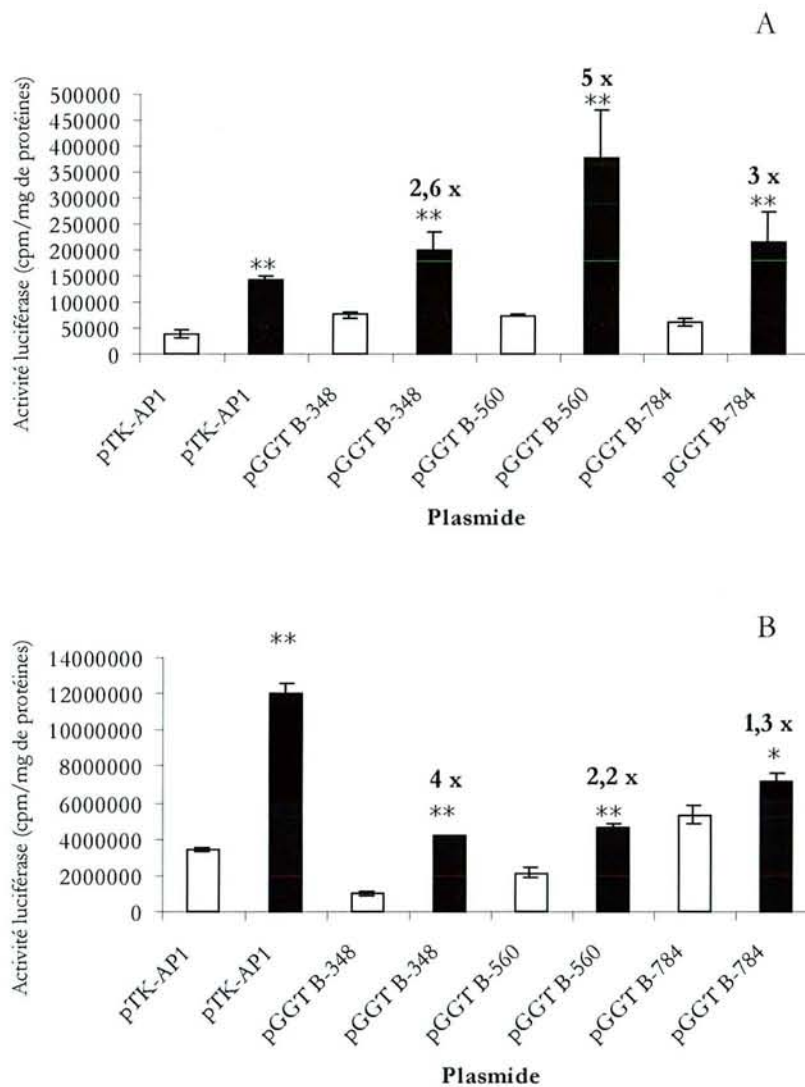 A
Activité luciférase (cpm/mg de protéines)
500000
450000
400000
350000
300000
250000
200000
150000
100000
50000
0
**
2,6 x
**
5 x
**
3 x
**
pTK-AP1
pTK-AP1
pGGT B-348
pGGT B-348
pGGT B-560
pGGT B-560
pGGT B-784
pGGT B-784
Plasmide
B
Activité luciférase (cpm/mg de protéines)
14000000
12000000
10000000
8000000
6000000
4000000
2000000
0
**
4 x
**
2,2 x
**
1,3 x
*
pTK-AP1
pTK-AP1
pGGT B-348
pGGT B-348
pGGT B-560
pGGT B-560
pGGT B-784
pGGT B-784
Plasmide